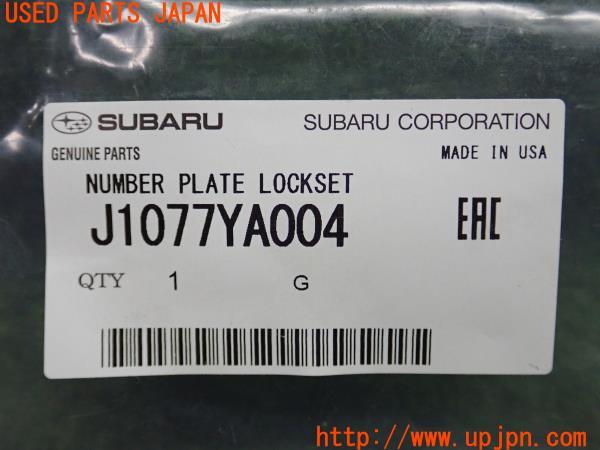 USED PARTS JAPAN
SUBARU SUBARU CORPORATION
GENUINE PARTS MADE IN USA
NUMBER PLATE LOCKSET
J1077YA004 EAC
QTY 1 G
UPJ
http://www.upjpn.com